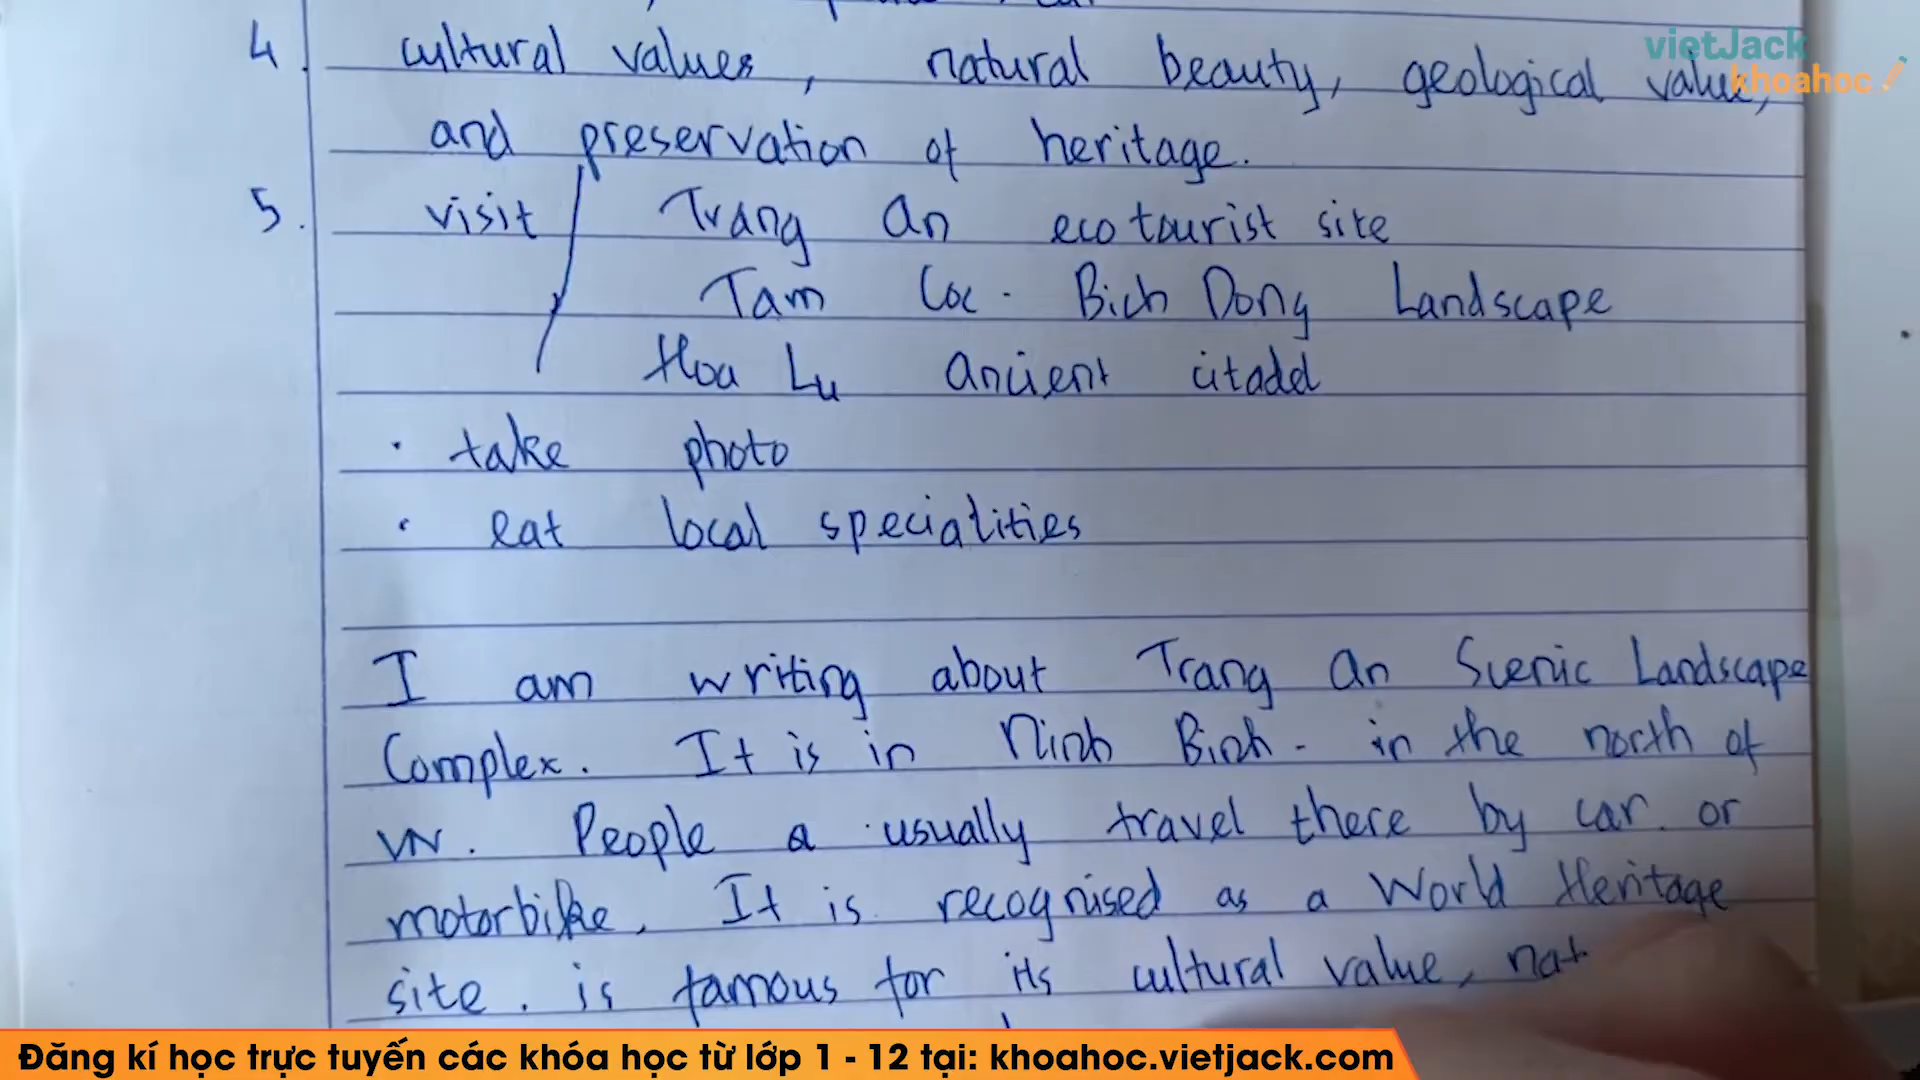 4. cultural values, natural beauty, geological value,
and preservation of heritage.
5. visit Trang An ecotourist site
Tam Coc - Bich Dong Landscape
Hoa Lu Ancient citadel
• take photo
• eat local specialities
I am writing about Trang An Scenic Landscape
Complex. It is in Ninh Binh - in the north of
VN. People a usually travel there by car or
motorbike. It is recognised as a World Heritage
site. is famous for its cultural value, nat
vietJack
khoahoc
Đăng kí học trực tuyến các khóa học từ lớp 1 - 12 tại: khoahoc.vietjack.com